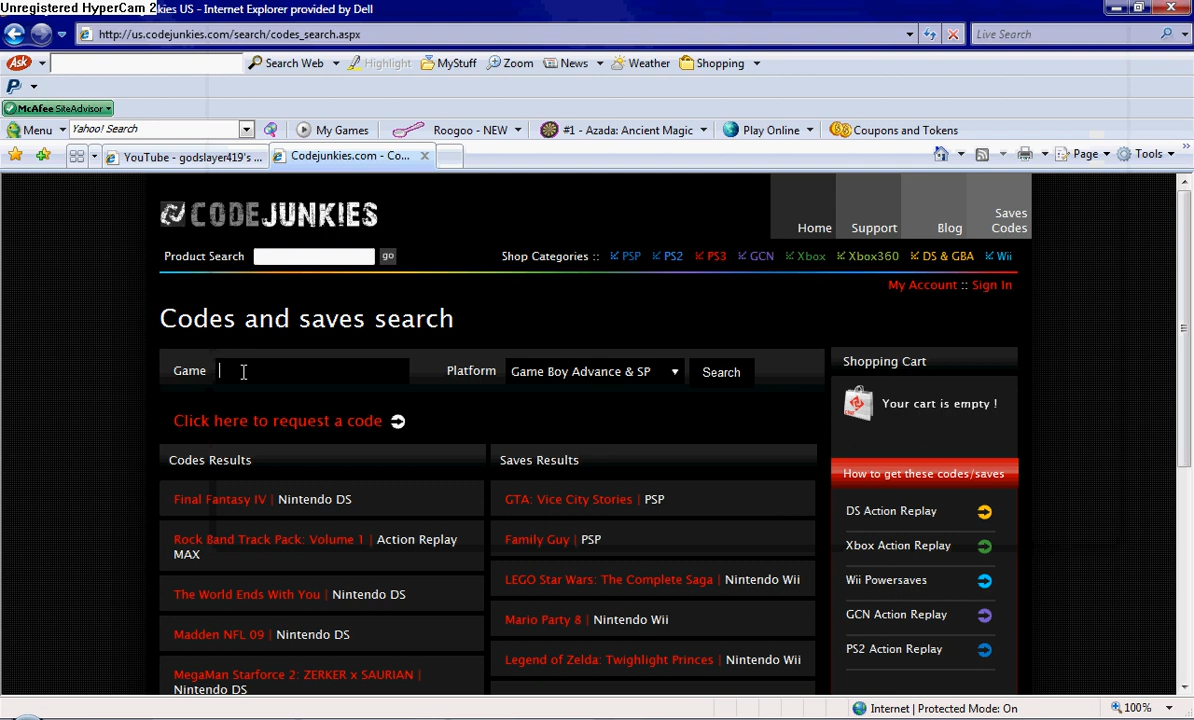 Unregistered HyperCam 2
kies US - Internet Explorer provided by Dell
http://us.codejunkies.com/search/codes_search.aspx
Live Search
Ask
Search Web
Highlight
MyStuff
Zoom
News
Weather
Shopping
P
McAfee SiteAdvisor
Menu
Yahoo! Search
My Games
Roogoo - NEW
#1 - Azada: Ancient Magic
Play Online
Coupons and Tokens
YouTube - godslayer419's ...
Codejunkies.com - Co...
Page
Tools
CODEJUNKIES
Home
Support
Blog
Saves
Codes
Product Search
go
Shop Categories ::
PSP
PS2
PS3
GCN
Xbox
Xbox360
DS & GBA
Wii
My Account :: Sign In
Codes and saves search
Game
Platform
Game Boy Advance & SP
Search
Shopping Cart
Your cart is empty !
Click here to request a code
Codes Results
Final Fantasy IV | Nintendo DS
Rock Band Track Pack: Volume 1 | Action Replay
MAX
The World Ends With You | Nintendo DS
Madden NFL 09 | Nintendo DS
MegaMan Starforce 2: ZERKER x SAURIAN |
Nintendo DS
Saves Results
GTA: Vice City Stories | PSP
Family Guy | PSP
LEGO Star Wars: The Complete Saga | Nintendo Wii
Mario Party 8 | Nintendo Wii
Legend of Zelda: Twighlight Princes | Nintendo Wii
How to get these codes/saves
DS Action Replay
Xbox Action Replay
Wii Powersaves
GCN Action Replay
PS2 Action Replay
Internet | Protected Mode: On
100%